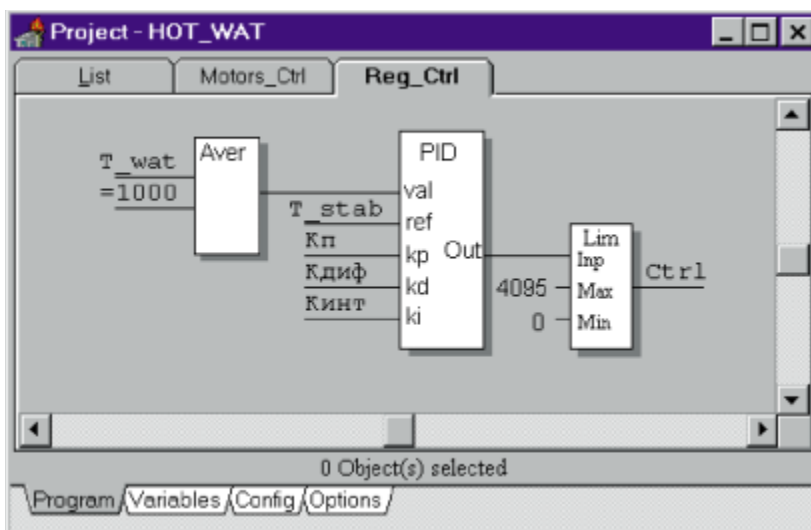 Project - HOT_WAT
List Motors_Ctrl Reg_Ctrl
T_wat
=1000
Aver
PID
val
T_stab
ref
Кп
kp
Out
Кдиф
kd
Кинт
ki
Lim
Inp
4095
Max
0
Min
Ctrl
0 Object(s) selected
Program Variables Config Options